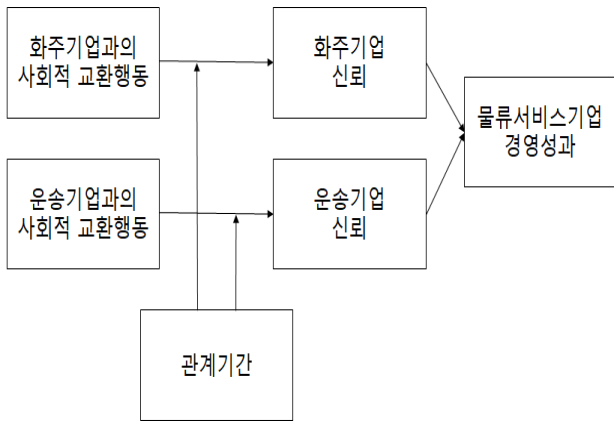 화주기업과의
사회적 교환행동
화주기업
신뢰
물류서비스기업
경영성과
운송기업과의
사회적 교환행동
운송기업
신뢰
관계기간